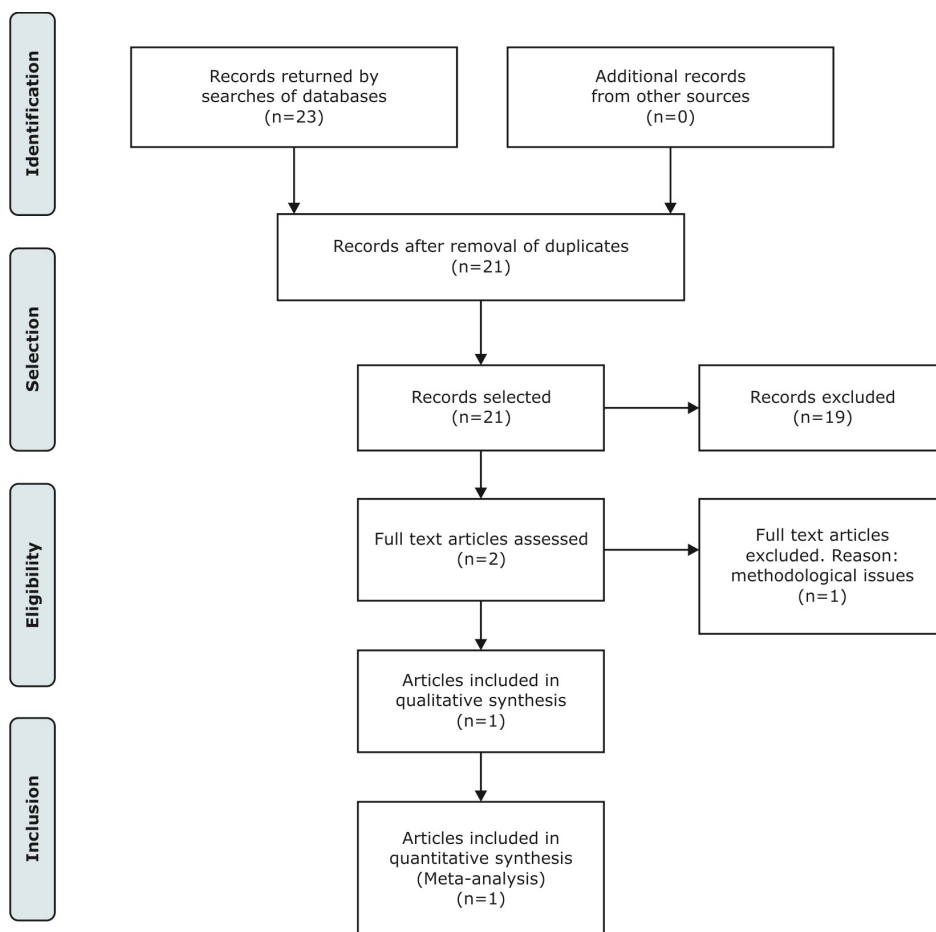 Identification
Records returned by
searches of databases
(n=23)
Additional records
from other sources
(n=0)
Records after removal of duplicates
(n=21)
Selection
Records selected
(n=21)
Records excluded
(n=19)
Eligibility
Full text articles assessed
(n=2)
Full text articles
excluded. Reason:
methodological issues
(n=1)
Articles included in
qualitative synthesis
(n=1)
Inclusion
Articles included in
quantitative synthesis
(Meta-analysis)
(n=1)